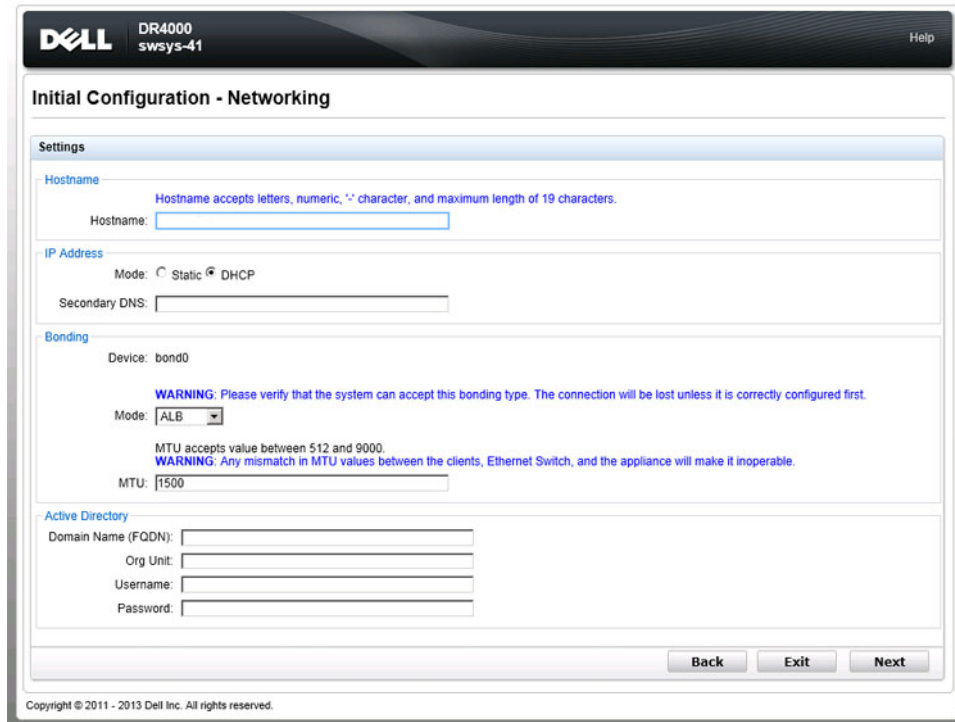 DELL
DR4000
swsys-41
Help
Initial Configuration - Networking
Settings
Hostname
Hostname accepts letters, numeric, '-' character, and maximum length of 19 characters.
Hostname:
IP Address
Mode: Static DHCP
Secondary DNS:
Bonding
Device: bond0
WARNING: Please verify that the system can accept this bonding type. The connection will be lost unless it is correctly configured first.
Mode: ALB
MTU accepts value between 512 and 9000.
WARNING: Any mismatch in MTU values between the clients, Ethernet Switch, and the appliance will make it inoperable.
MTU: 1500
Active Directory
Domain Name (FQDN):
Org Unit:
Username:
Password:
Back Exit Next
Copyright © 2011 - 2013 Dell Inc. All rights reserved.